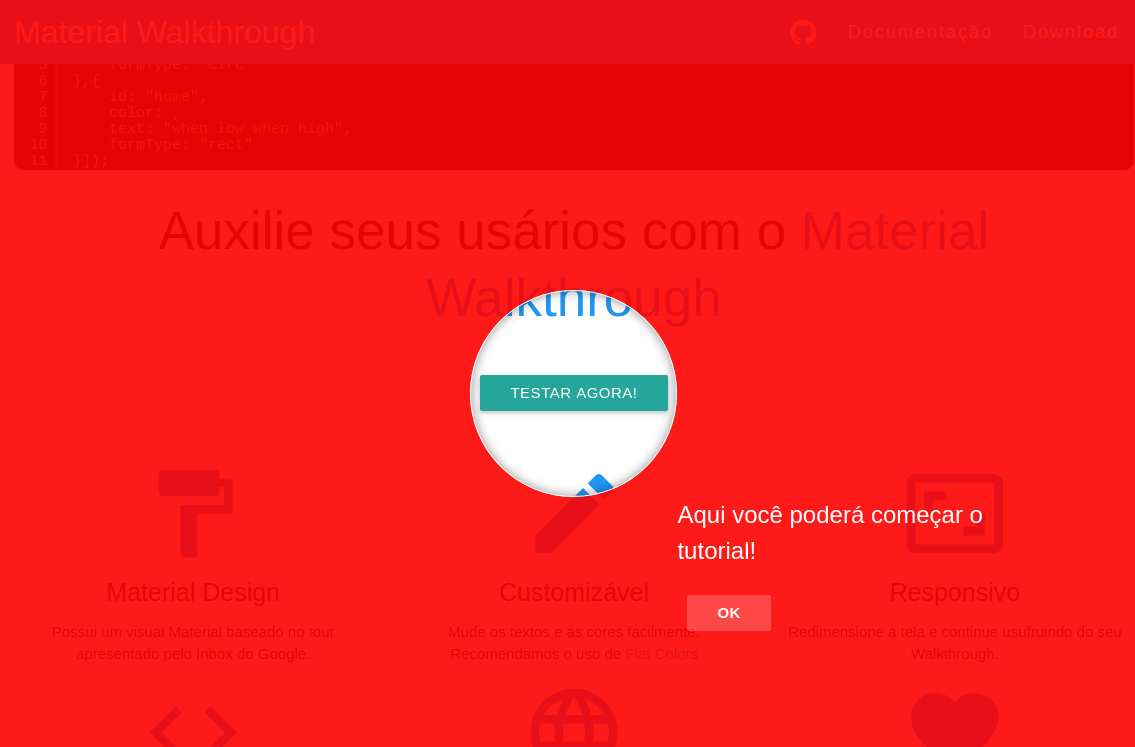 Material Walkthrough
Documentação
Download
5 formType: "circ"
6 },{
7 id: "home",
8 color: ,
9 text: "when low when high",
10 formType: "rect"
11 }]);
Auxilie seus usários com o Material
Walkthrough
TESTAR AGORA!
Aqui você poderá começar o
tutorial!
OK
Material Design
Possui um visual Material baseado no tour
apresentado pelo Inbox do Google.
Customizável
Mude os textos e as cores facilmente.
Recomendamos o uso de Flat Colors
Responsivo
Redimensione a tela e continue usufruindo do seu
Walkthrough.